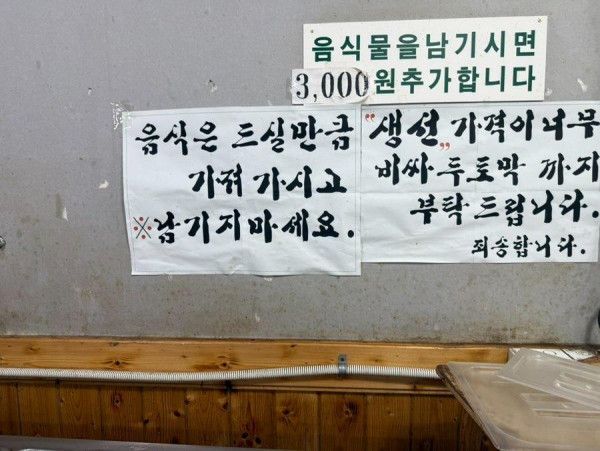 음식물을남기시면
3,000원추가합니다
음식은 드실만큼
가져 가시고
※남기지마세요.
"생선" 가격이너무
비싸 두토막 까지
부탁드립니다.
죄송합니다.